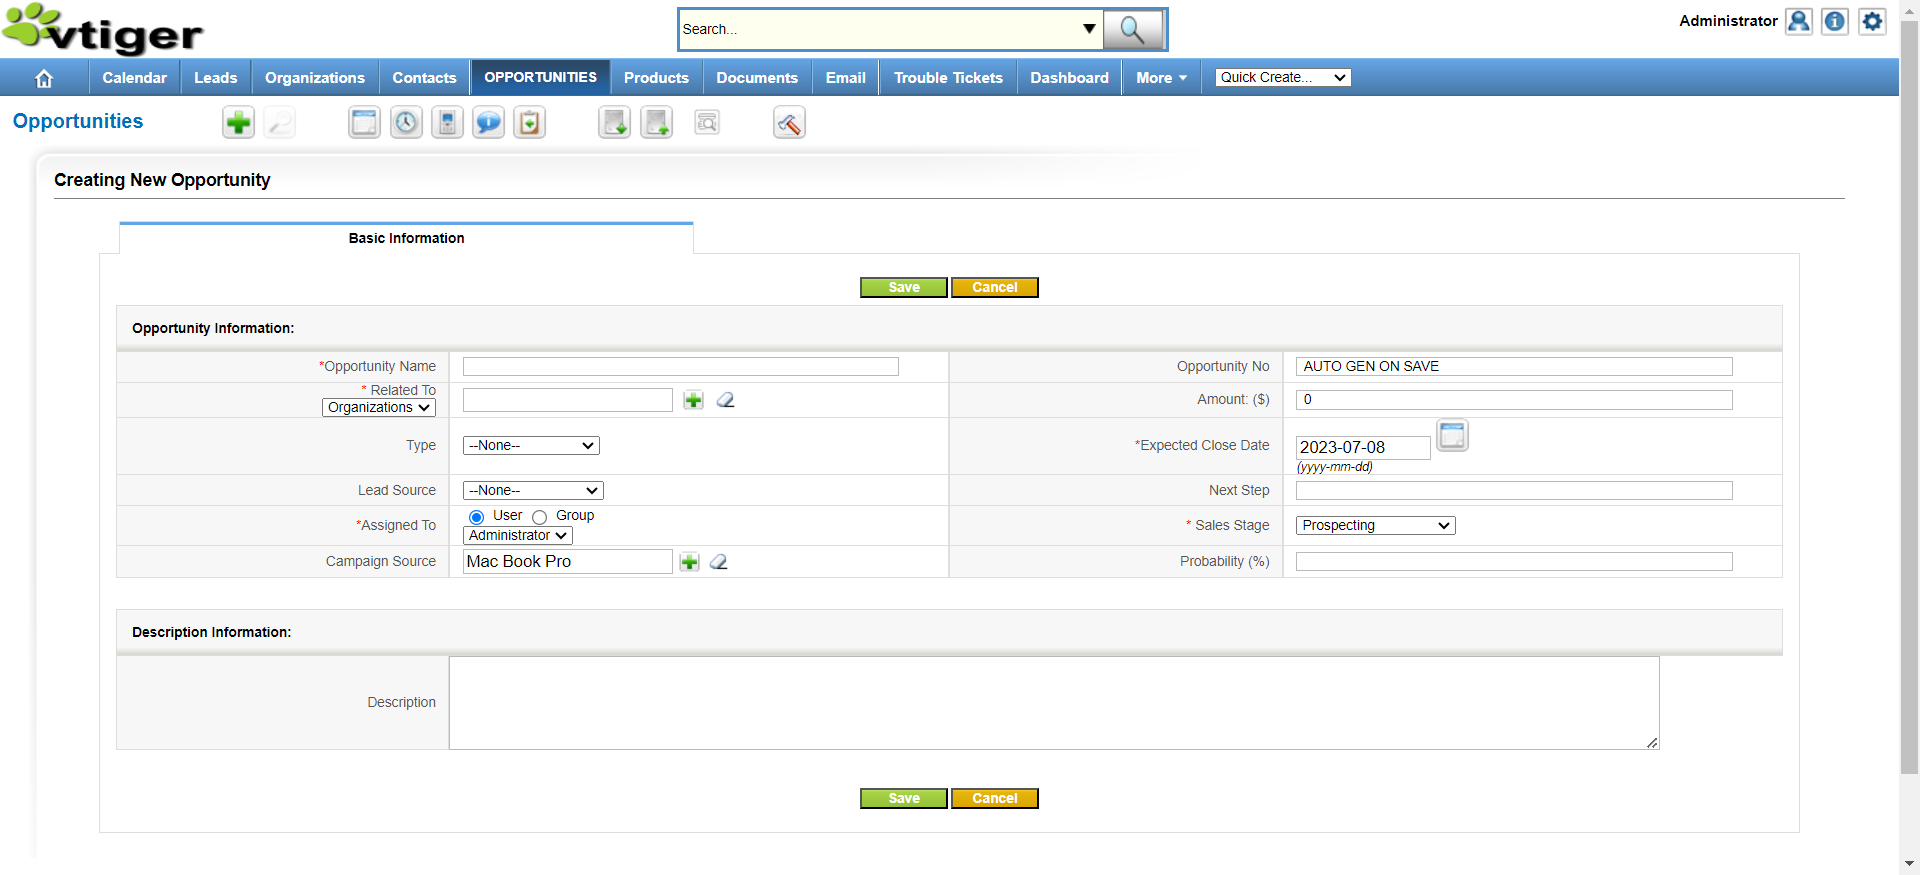 vtiger
Search...
Administrator
Calendar
Leads
Organizations
Contacts
OPPORTUNITIES
Products
Documents
Email
Trouble Tickets
Dashboard
More
Quick Create...
Opportunities
Creating New Opportunity
Basic Information
Save
Cancel
Opportunity Information:
*Opportunity Name
Opportunity No
AUTO GEN ON SAVE
* Related To
Organizations
Amount: ($)
0
Type
--None--
*Expected Close Date
2023-07-08
(yyyy-mm-dd)
Lead Source
--None--
Next Step
*Assigned To
User
Group
Administrator
* Sales Stage
Prospecting
Campaign Source
Mac Book Pro
Probability (%)
Description Information:
Description
Save
Cancel